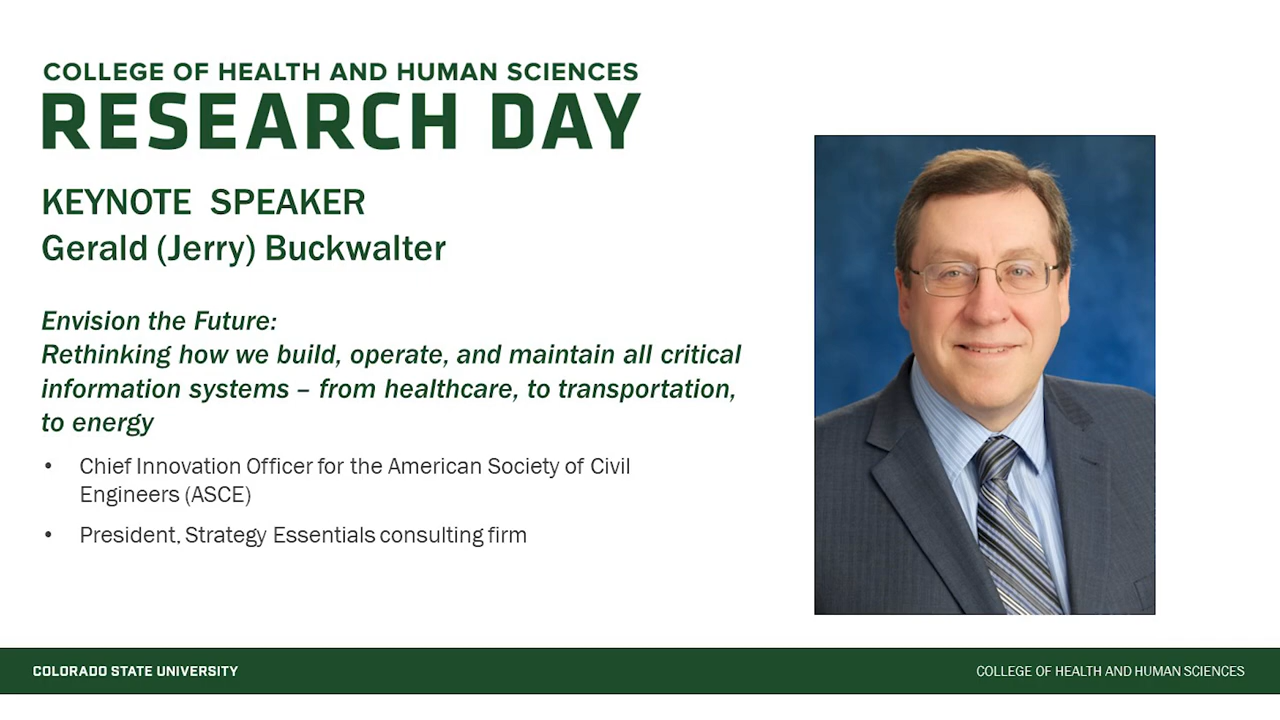 COLLEGE OF HEALTH AND HUMAN SCIENCES
RESEARCH DAY
KEYNOTE SPEAKER
Gerald (Jerry) Buckwalter
Envision the Future:
Rethinking how we build, operate, and maintain all critical
information systems – from healthcare, to transportation,
to energy
• Chief Innovation Officer for the American Society of Civil
Engineers (ASCE)
• President, Strategy Essentials consulting firm
COLORADO STATE UNIVERSITY
COLLEGE OF HEALTH AND HUMAN SCIENCES